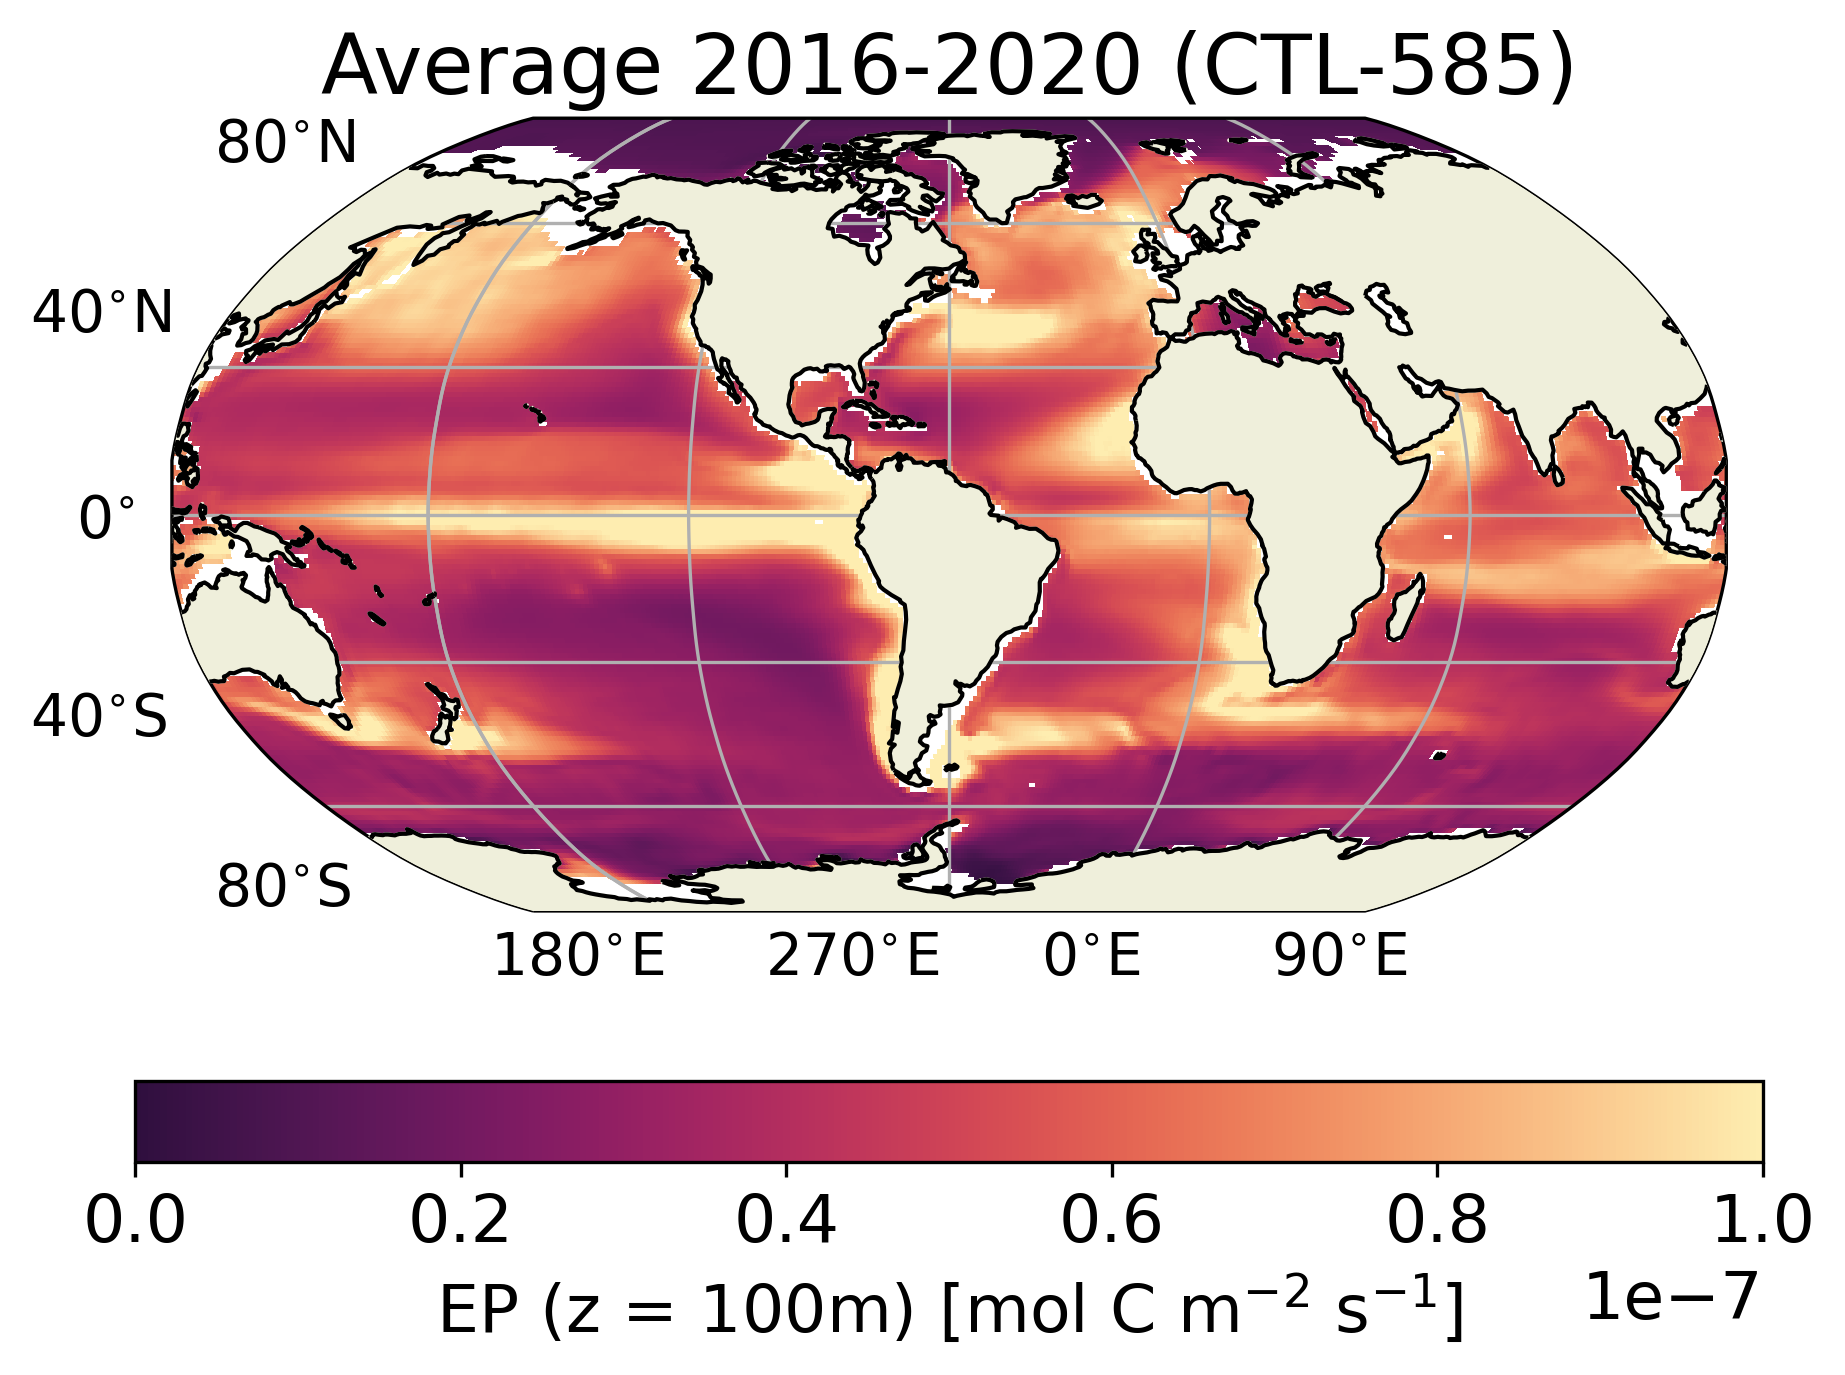 Average 2016-2020 (CTL-585)
80°N
40°N
0°
40°S
80°S
180°E 270°E 0°E 90°E
0.0 0.2 0.4 0.6 0.8 1.0
1e−7
EP (z = 100m) [mol C m⁻² s⁻¹]